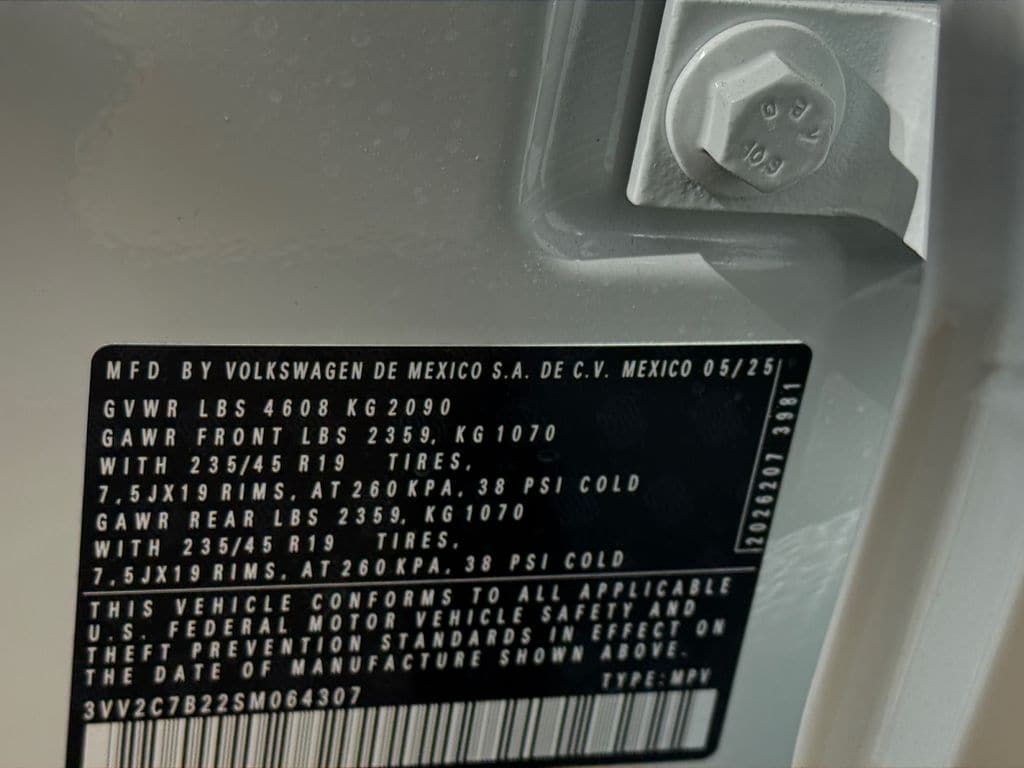 MFD BY VOLKSWAGEN DE MEXICO S.A. DE C.V. MEXICO 05/25
GVWR LBS 4608 KG 2090
GAWR FRONT LBS 2359, KG 1070
WITH 235/45 R19 TIRES,
7,5JX19 RIMS, AT 260 KPA, 38 PSI COLD
GAWR REAR LBS 2359, KG 1070
WITH 235/45 R19 TIRES,
7,5JX19 RIMS, AT 260 KPA, 38 PSI COLD
THIS VEHICLE CONFORMS TO ALL APPLICABLE
U.S. FEDERAL MOTOR VEHICLE SAFETY AND
THEFT PREVENTION STANDARDS IN EFFECT ON
THE DATE OF MANUFACTURE SHOWN ABOVE.
TYPE: MPV
3VV2C7B22SM064307
2026207 3981
10.9